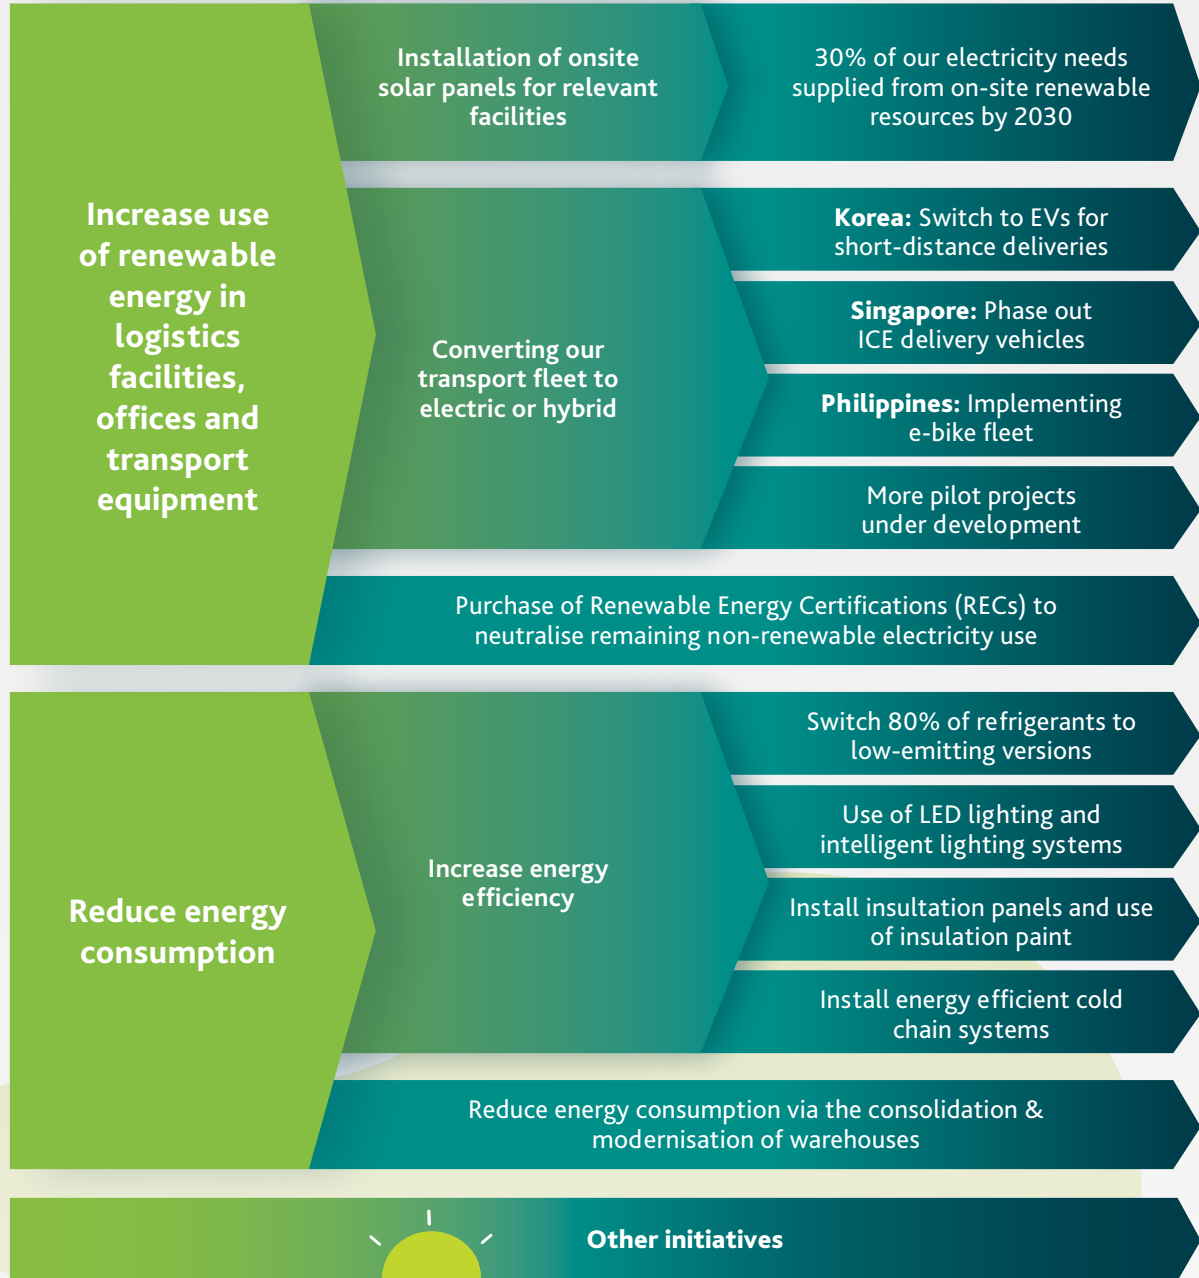 Increase use
of renewable
energy in
logistics
facilities,
offices and
transport
equipment
Installation of onsite
solar panels for relevant
facilities
30% of our electricity needs
supplied from on-site renewable
resources by 2030
Converting our
transport fleet to
electric or hybrid
Korea: Switch to EVs for
short-distance deliveries
Singapore: Phase out
ICE delivery vehicles
Philippines: Implementing
e-bike fleet
More pilot projects
under development
Purchase of Renewable Energy Certifications (RECs) to
neutralise remaining non-renewable electricity use
Reduce energy
consumption
Increase energy
efficiency
Switch 80% of refrigerants to
low-emitting versions
Use of LED lighting and
intelligent lighting systems
Install insultation panels and use
of insulation paint
Install energy efficient cold
chain systems
Reduce energy consumption via the consolidation &
modernisation of warehouses
Other initiatives